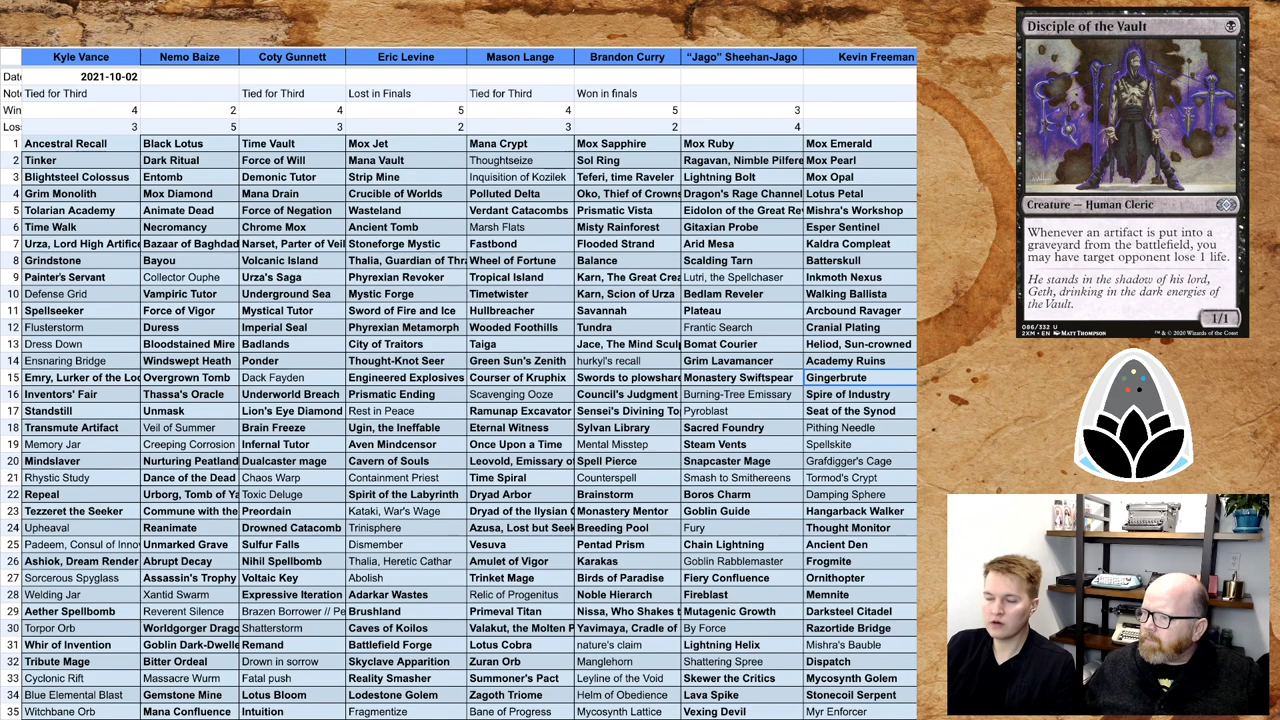 Kyle Vance Nemo Baize Coty Gunnett Eric Levine Mason Lange Brandon Curry “Jago” Sheehan-Jago Kevin Freeman
Date 2021-10-02
Note Tied for Third Tied for Third Lost in Finals Tied for Third Won in finals
Win 4 2 4 5 4 5 3
Los 3 5 3 2 3 2 4
1 Ancestral Recall Black Lotus Time Vault Mox Jet Mana Crypt Mox Sapphire Mox Ruby Mox Emerald
2 Tinker Dark Ritual Force of Will Mana Vault Thoughtseize Sol Ring Ragavan, Nimble Pilfere Mox Pearl
3 Blightsteel Colossus Entomb Demonic Tutor Strip Mine Inquisition of Kozilek Teferi, time Raveler Lightning Bolt Mox Opal
4 Grim Monolith Mox Diamond Mana Drain Crucible of Worlds Polluted Delta Oko, Thief of Crowns Dragon's Rage Channel Lotus Petal
5 Tolarian Academy Animate Dead Force of Negation Wasteland Verdant Catacombs Prismatic Vista Eidolon of the Great Re Mishra's Workshop
6 Time Walk Necromancy Chrome Mox Ancient Tomb Marsh Flats Misty Rainforest Gitaxian Probe Esper Sentinel
7 Urza, Lord High Artifice Bazaar of Baghdad Narset, Parter of Veil Stoneforge Mystic Fastbond Flooded Strand Arid Mesa Kaldra Compleat
8 Grindstone Bayou Volcanic Island Thalia, Guardian of Thra Wheel of Fortune Balance Scalding Tarn Batterskull
9 Painter's Servant Collector Ouphe Urza's Saga Phyrexian Revoker Tropical Island Karn, The Great Crea Lutri, the Spellchaser Inkmoth Nexus
10 Defense Grid Vampiric Tutor Underground Sea Mystic Forge Timetwister Karn, Scion of Urza Bedlam Reveler Walking Ballista
11 Spellseeker Force of Vigor Mystical Tutor Sword of Fire and Ice Hullbreacher Savannah Plateau Arcbound Ravager
12 Flusterstorm Duress Imperial Seal Phyrexian Metamorph Wooded Foothills Tundra Frantic Search Cranial Plating
13 Dress Down Bloodstained Mire Badlands City of Traitors Taiga Jace, The Mind Sculp Bomat Courier Heliod, Sun-crowned
14 Ensnaring Bridge Windswept Heath Ponder Thought-Knot Seer Green Sun's Zenith hurkyl's recall Grim Lavamancer Academy Ruins
15 Emry, Lurker of the Loc Overgrown Tomb Dack Fayden Engineered Explosives Courser of Kruphix Swords to plowshare Monastery Swiftspear Gingerbrute
16 Inventors' Fair Thassa's Oracle Underworld Breach Prismatic Ending Scavenging Ooze Council's Judgment Burning-Tree Emissary Spire of Industry
17 Standstill Unmask Lion's Eye Diamond Rest in Peace Ramunap Excavator Sensei's Divining To Pyroblast Seat of the Synod
18 Transmute Artifact Veil of Summer Brain Freeze Ugin, the Ineffable Eternal Witness Sylvan Library Sacred Foundry Pithing Needle
19 Memory Jar Creeping Corrosion Infernal Tutor Aven Mindcensor Once Upon a Time Mental Misstep Steam Vents Spellskite
20 Mindslaver Nurturing Peatland Dualcaster mage Cavern of Souls Leovold, Emissary of Spell Pierce Snapcaster Mage Grafdigger's Cage
21 Rhystic Study Dance of the Dead Chaos Warp Containment Priest Time Spiral Counterspell Smash to Smithereens Tormod's Crypt
22 Repeal Urborg, Tomb of Ya Toxic Deluge Spirit of the Labyrinth Dryad Arbor Brainstorm Boros Charm Damping Sphere
23 Tezzeret the Seeker Commune with the Preordain Kataki, War's Wage Dryad of the Ilysian G Monastery Mentor Goblin Guide Hangarback Walker
24 Upheaval Reanimate Drowned Catacomb Trinisphere Azusa, Lost but Seek Breeding Pool Fury Thought Monitor
25 Padeem, Consul of Inno Unmarked Grave Sulfur Falls Dismember Vesuva Pentad Prism Chain Lightning Ancient Den
26 Ashiok, Dream Render Abrupt Decay Nihil Spellbomb Thalia, Heretic Cathar Amulet of Vigor Karakas Goblin Rabblemaster Frogmite
27 Sorcerous Spyglass Assassin's Trophy Voltaic Key Abolish Trinket Mage Birds of Paradise Fiery Confluence Ornithopter
28 Welding Jar Xantid Swarm Expressive Iteration Adarkar Wastes Relic of Progenitus Noble Hierarch Fireblast Memnite
29 Aether Spellbomb Reverent Silence Brazen Borrower // Pe Brushland Primeval Titan Nissa, Who Shakes t Mutagenic Growth Darksteel Citadel
30 Torpor Orb Worldgorger Drago Shatterstorm Caves of Koilos Valakut, the Molten P Yavimaya, Cradle of By Force Razortide Bridge
31 Whir of Invention Goblin Dark-Dwelle Remand Battlefield Forge Lotus Cobra nature's claim Lightning Helix Mishra's Bauble
32 Tribute Mage Bitter Ordeal Drown in sorrow Skyclave Apparition Zuran Orb Manglehorn Shattering Spree Dispatch
33 Cyclonic Rift Massacre Wurm Fatal push Reality Smasher Summoner's Pact Leyline of the Void Skewer the Critics Mycosynth Golem
34 Blue Elemental Blast Gemstone Mine Lotus Bloom Lodestone Golem Zagoth Triome Helm of Obedience Lava Spike Stonecoil Serpent
35 Witchbane Orb Mana Confluence Intuition Fragmentize Bane of Progress Mycosynth Lattice Vexing Devil Myr Enforcer
Disciple of the Vault
Creature — Human Cleric
Whenever an artifact is put into a
graveyard from the battlefield, you
may have target opponent lose 1 life.
He stands in the shadow of his lord,
Geth, drinking in the dark energies of
the Vault.
1/1
086/332 U
2XM • EN MATT THOMPSON
™ & © 2020 Wizards of the Coast